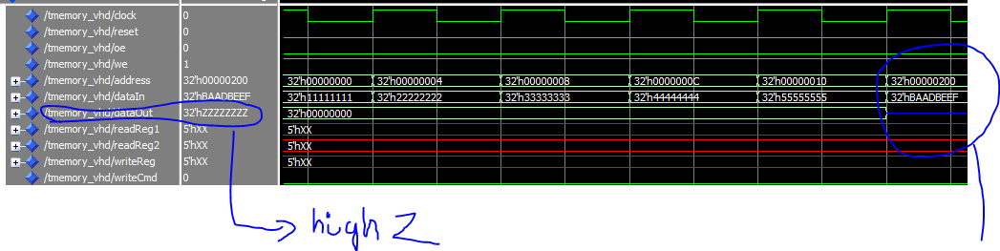 /tmemory_vhd/clock 0
/tmemory_vhd/reset 0
/tmemory_vhd/oe 0
/tmemory_vhd/we 1
/tmemory_vhd/address 32'h00000200 32'h00000000 32'h00000004 32'h00000008 32'h0000000C 32'h00000010 32'h00000200
/tmemory_vhd/dataIn 32'hBAADBEEF 32'h11111111 32'h22222222 32'h33333333 32'h44444444 32'h55555555 32'hBAADBEEF
/tmemory_vhd/dataOut 32'hZZZZZZZZ 32'h00000000
/tmemory_vhd/readReg1 5'hXX 5'hXX
/tmemory_vhd/readReg2 5'hXX 5'hXX
/tmemory_vhd/writeReg 5'hXX 5'hXX
/tmemory_vhd/writeCmd 0
high Z